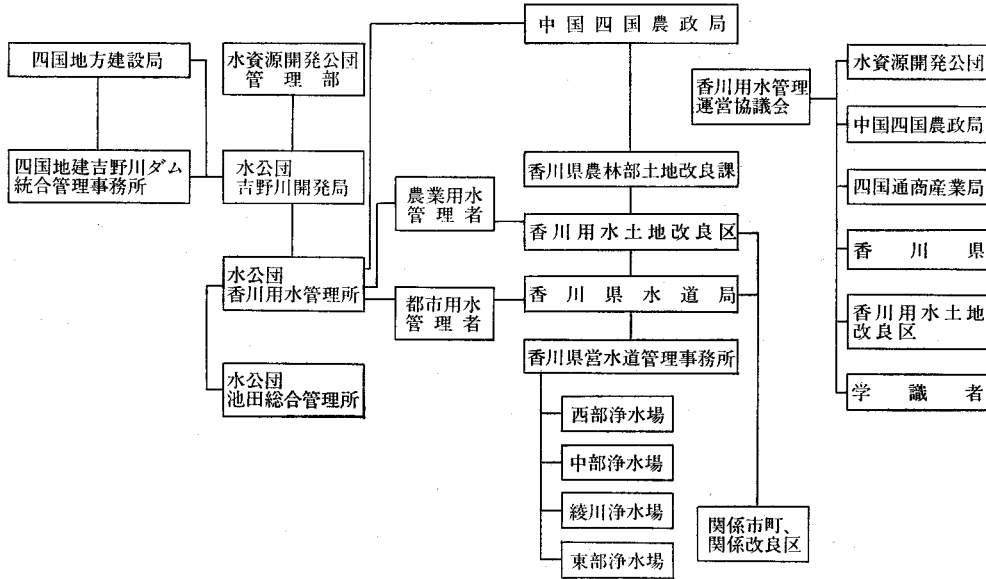 四国地方建設局
四国地建吉野川ダム
統合管理事務所
水資源開発公団
管理部
水公団
吉野川開発局
水公団
香川用水管理所
水公団
池田総合管理所
農業用水
管理者
都市用水
管理者
中国四国農政局
香川県農林部土地改良課
香川用水土地改良区
香川県水道局
香川県営水道管理事務所
西部浄水場
中部浄水場
綾川浄水場
東部浄水場
関係市町、
関係改良区
香川用水管理
運営協議会
水資源開発公団
中国四国農政局
四国通商産業局
香川県
香川用水土地
改良区
学識者